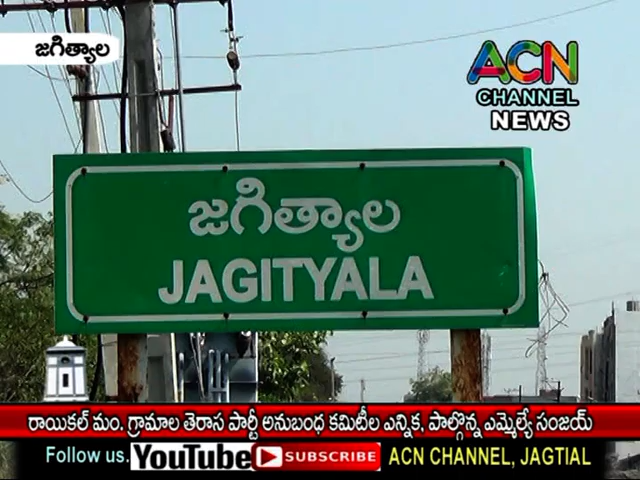 జగిత్యాల
ACN
CHANNEL
NEWS
జగిత్యాల
JAGITYALA
రాయికల్ మం. గ్రామాల తెరాస పార్టీ అనుబంధ కమిటీల ఎన్నిక, పాల్గొన్న ఎమ్మెల్యే సంజయ్
Follow us. YouTube SUBSCRIBE ACN CHANNEL, JAGTIAL